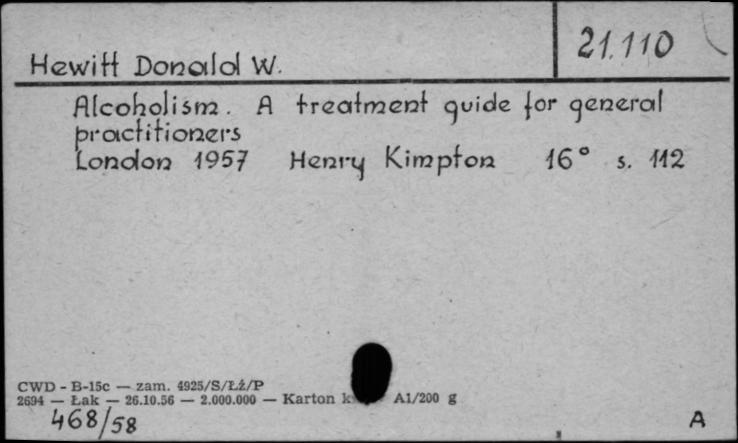 Hewitt Donald W.
21.110
Alcoholism. A treatment guide for general
practitioners
London 1957 Henry Kimpton 16° s. 112
CWD - B-15c — zam. 4925/S/Łż/P
2694 — Łak — 26.10.56 — 2.000.000 — Karton A1/200 g
468/58
A